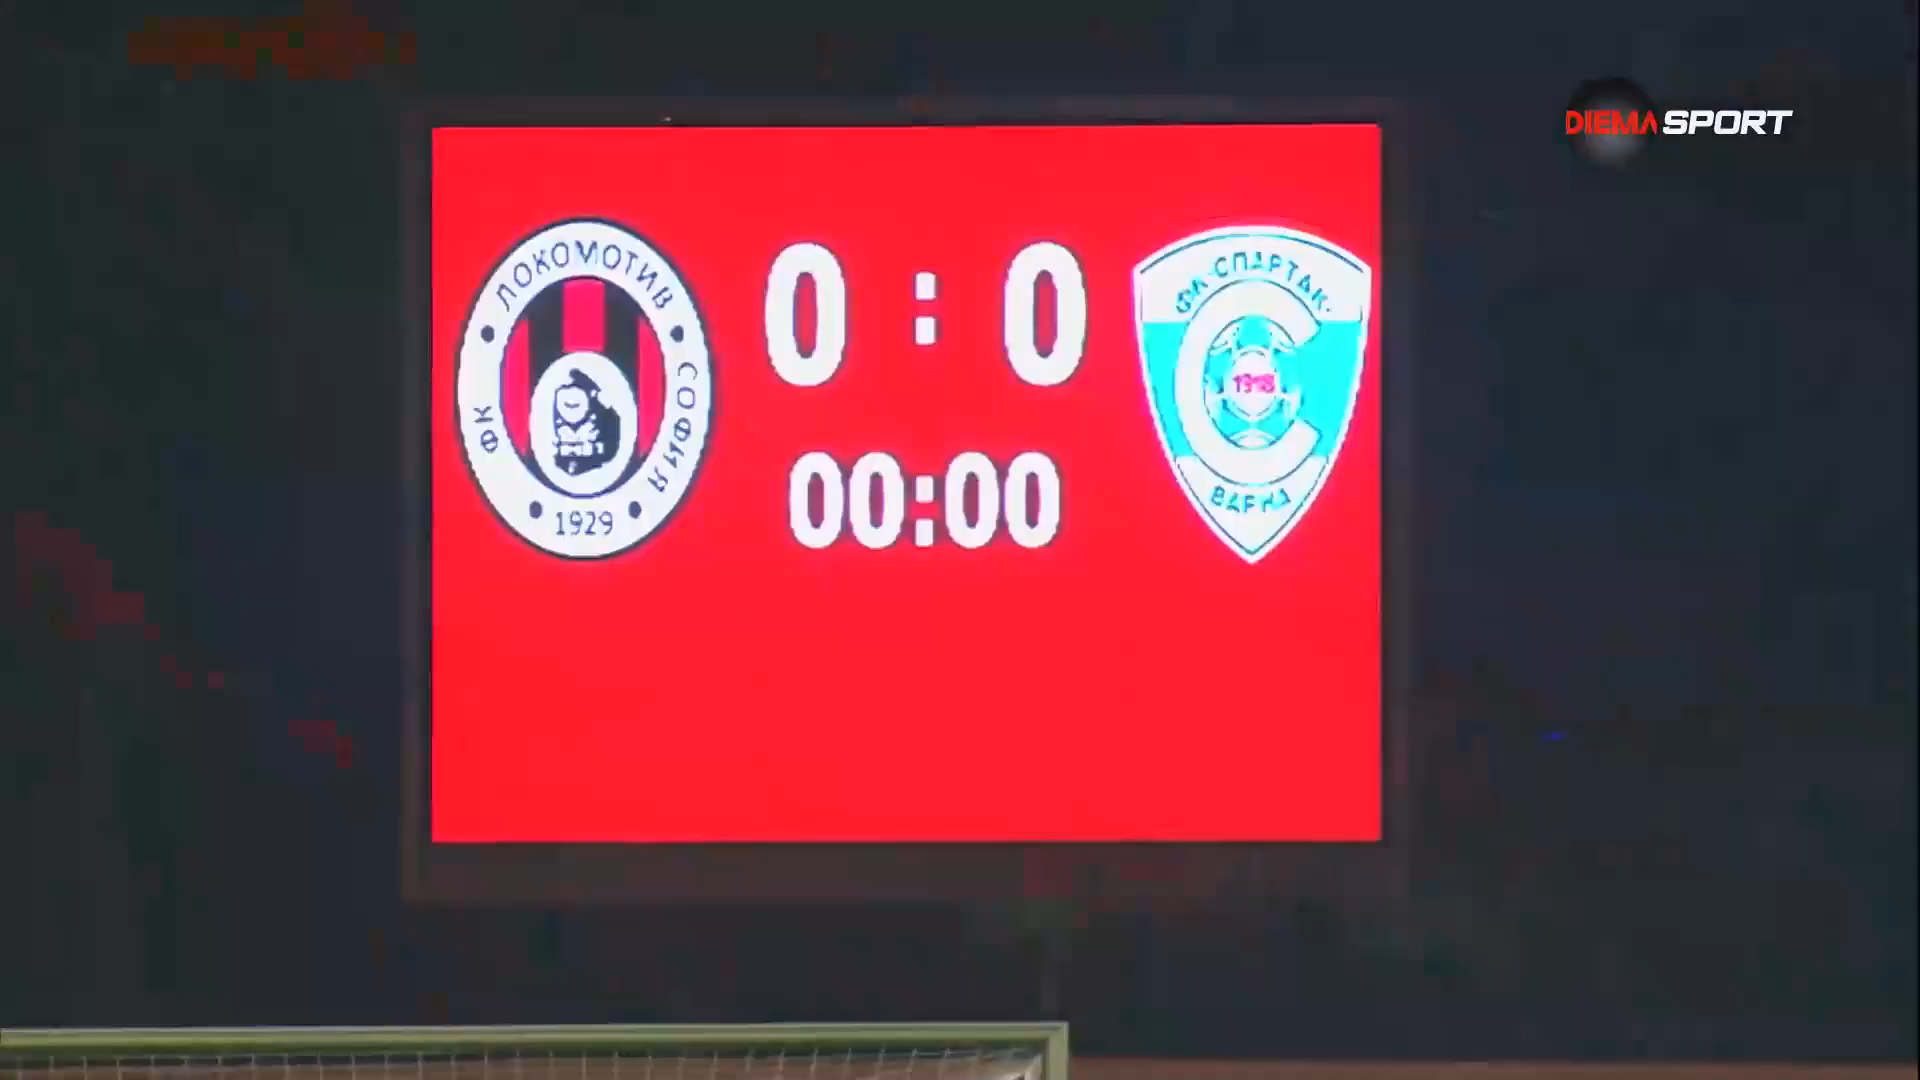 DIEMA SPORT
ФК ЛОКОМОТИВ СОФИЯ
1929
0 : 0
00:00
ФК СПАРТАК
1918
ВАРНА